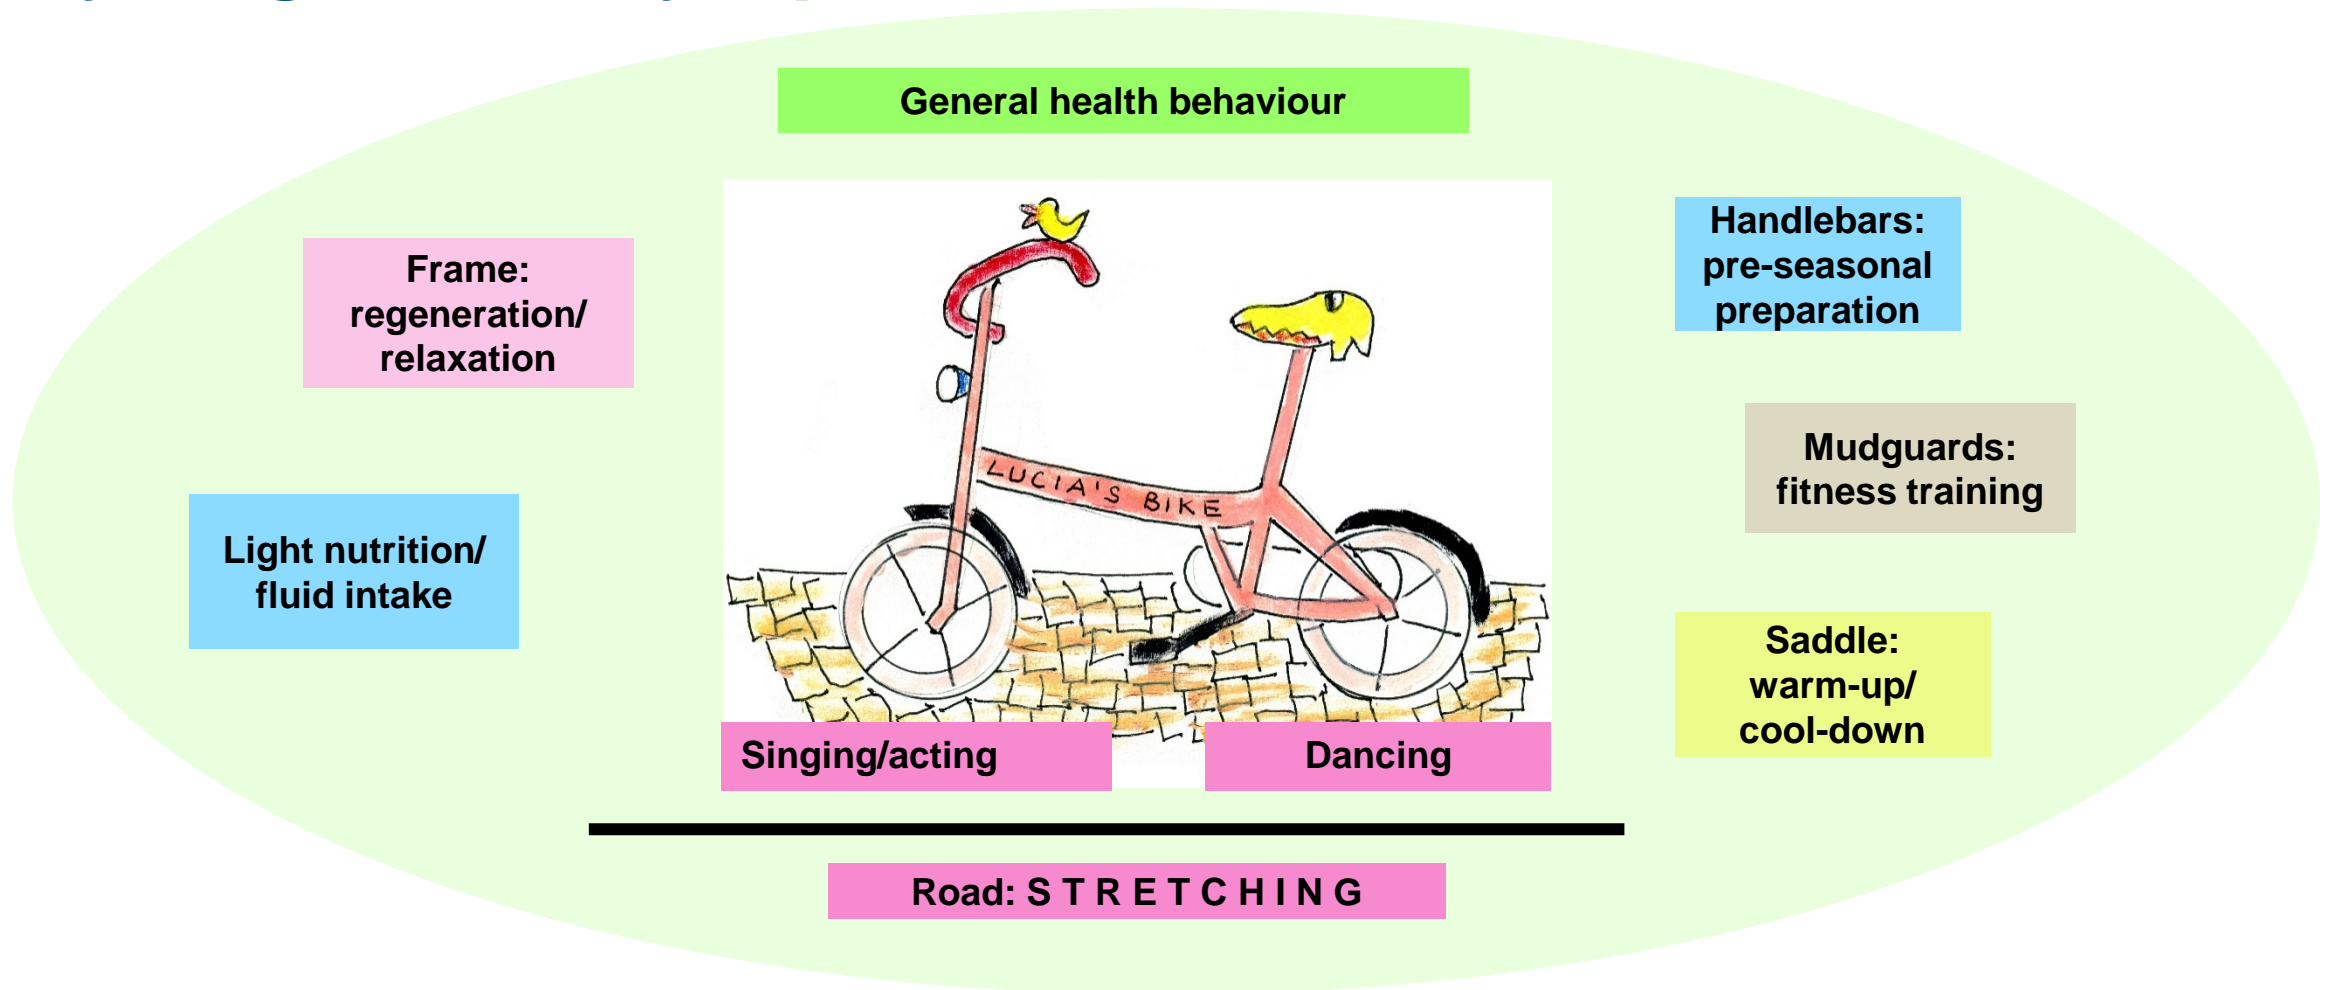 General health behaviour
Frame:
regeneration/
relaxation
Handlebars:
pre-seasonal
preparation
LUCIA'S BIKE
Mudguards:
fitness training
Light nutrition/
fluid intake
Saddle:
warm-up/
cool-down
Singing/acting
Dancing
Road: S T R E T C H I N G